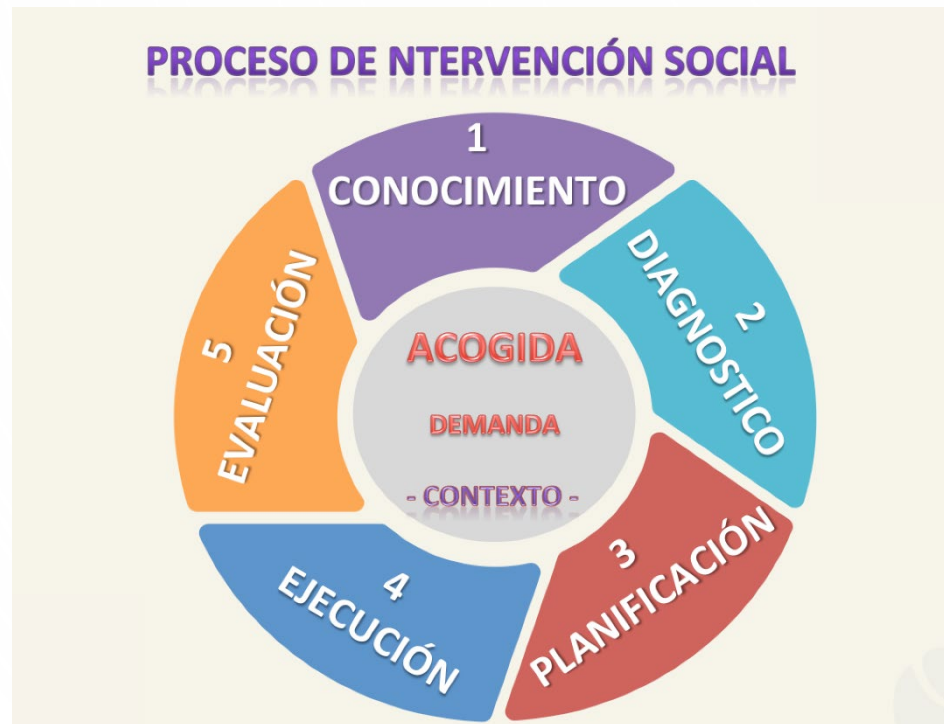 PROCESO DE NTERVENCIÓN SOCIAL
1
CONOCIMIENTO
2
DIAGNOSTICO
3
PLANIFICACIÓN
4
EJECUCIÓN
5
EVALUACIÓN
ACOGIDA
DEMANDA
- CONTEXTO -